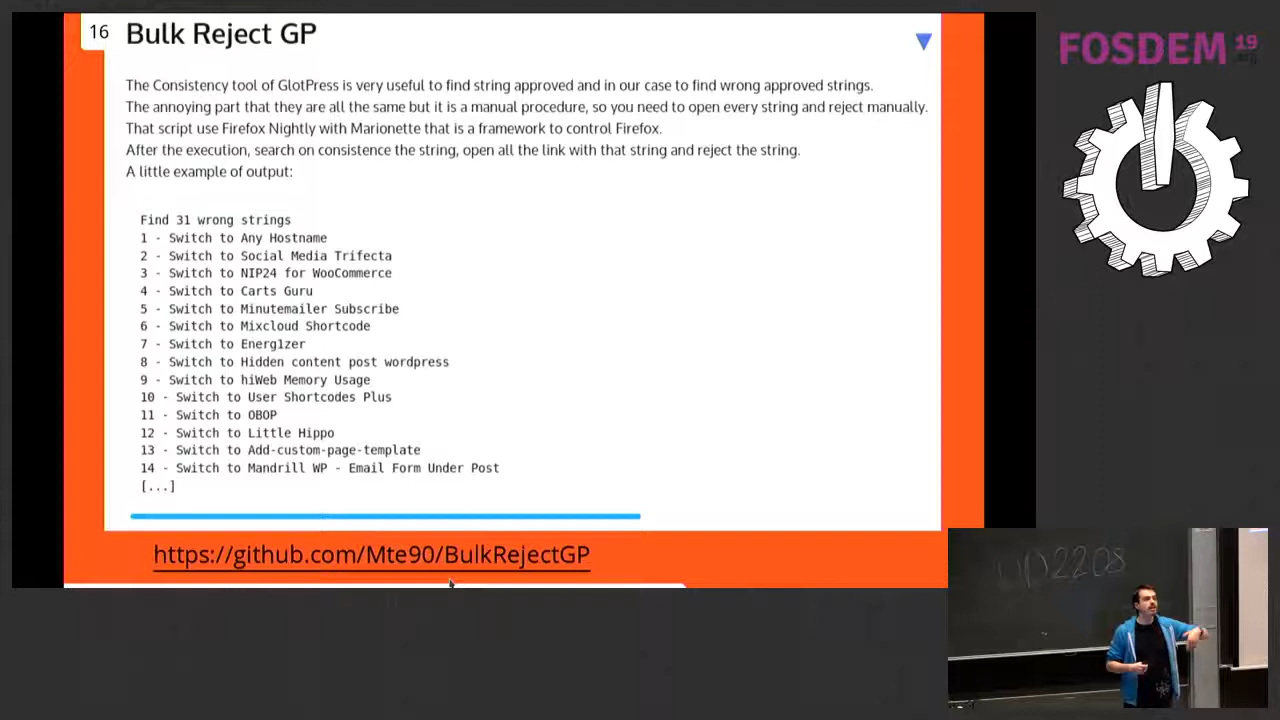 16 Bulk Reject GP
The Consistency tool of GlotPress is very useful to find string approved and in our case to find wrong approved strings.
The annoying part that they are all the same but it is a manual procedure, so you need to open every string and reject manually.
That script use Firefox Nightly with Marionette that is a framework to control Firefox.
After the execution, search on consistence the string, open all the link with that string and reject the string.
A little example of output:
Find 31 wrong strings
1 - Switch to Any Hostname
2 - Switch to Social Media Trifecta
3 - Switch to NIP24 for WooCommerce
4 - Switch to Carts Guru
5 - Switch to Minutemailer Subscribe
6 - Switch to Mixcloud Shortcode
7 - Switch to Energ1zer
8 - Switch to Hidden content post wordpress
9 - Switch to hiWeb Memory Usage
10 - Switch to User Shortcodes Plus
11 - Switch to OBOP
12 - Switch to Little Hippo
13 - Switch to Add-custom-page-template
14 - Switch to Mandrill WP - Email Form Under Post
[...]
https://github.com/Mte90/BulkRejectGP
FOSDEM 19
.org